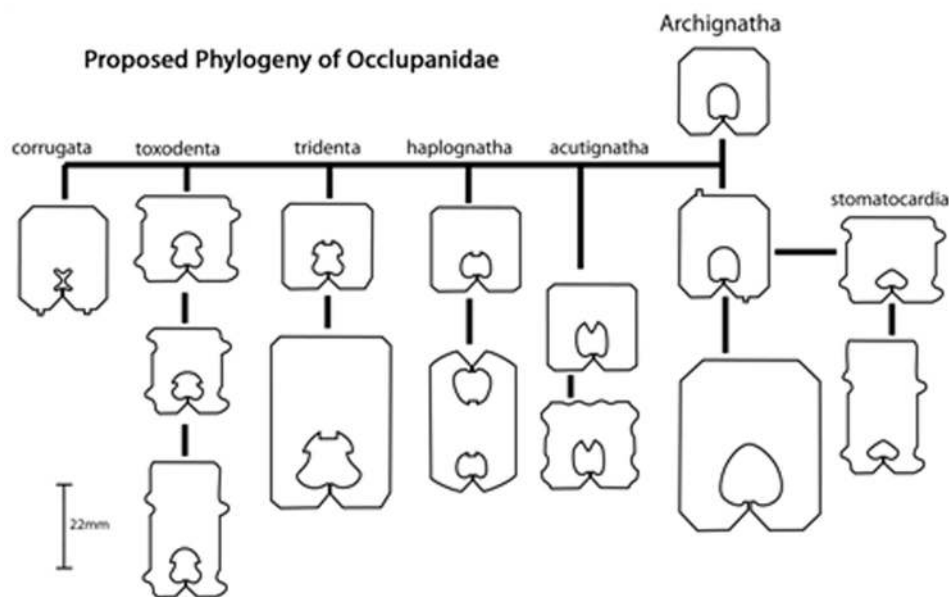 Archignatha
Proposed Phylogeny of Occlupanidae
corrugata
toxodenta
tridenta
haplognatha
acutignatha
stomatocardia
22mm